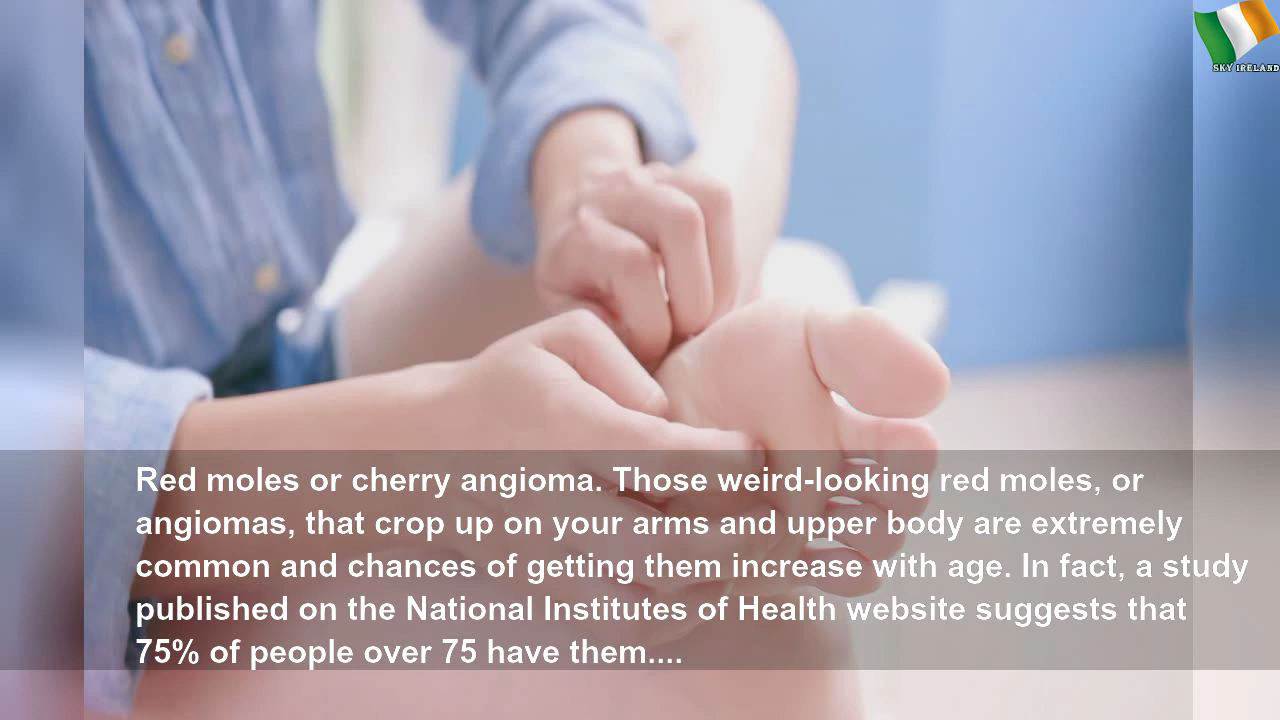 SKY IRELAND
Red moles or cherry angioma. Those weird-looking red moles, or
angiomas, that crop up on your arms and upper body are extremely
common and chances of getting them increase with age. In fact, a study
published on the National Institutes of Health website suggests that
75% of people over 75 have them....